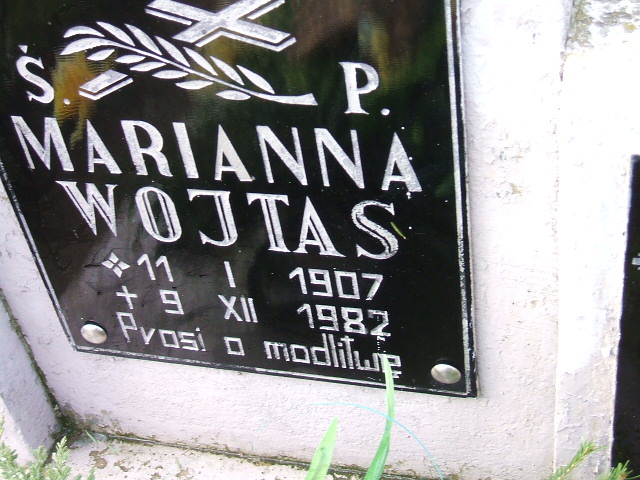 Ś. P.
MARIANNA
WOJTAS
11 I 1907
+ 9 XII 1982
Prosi o modlitwę